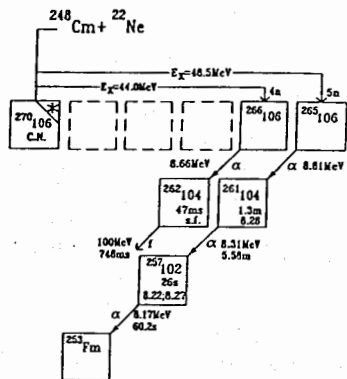 ²⁴⁸Cm+ ²²Ne
Eₓ=48.5MeV
Eₓ=44.0MeV
4n
5n
*
²⁷⁰106
C.N.
²⁶⁶106
²⁶⁵106
8.66MeV
α
α
8.81MeV
²⁶²104
47ms
s.f.
²⁶¹104
1.3m
8.28
100MeV
748ms
f
α
8.31MeV
5.58m
²⁵⁷102
26s
8.22;8.27
α
8.17MeV
60.2s
²⁵³Fm